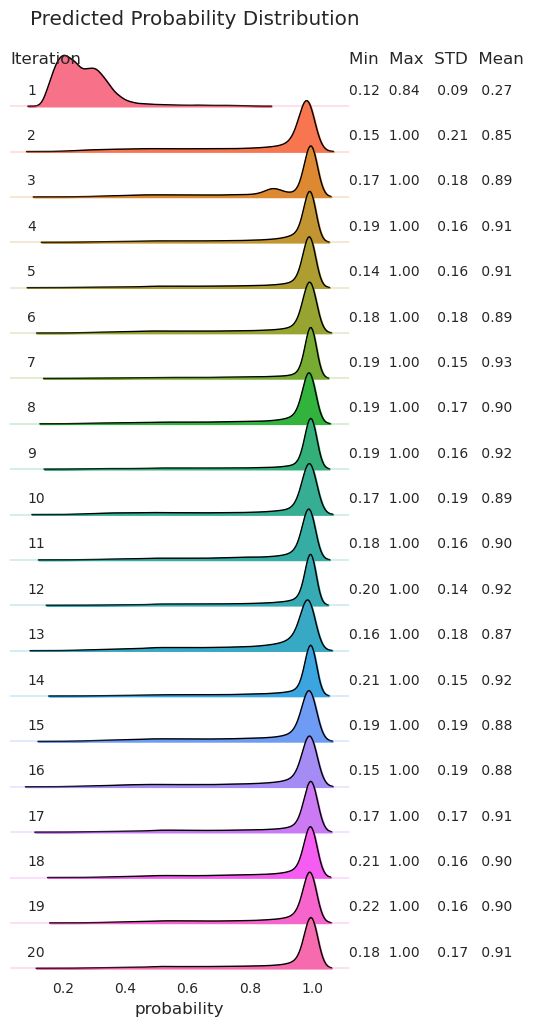 Predicted Probability Distribution
Iteration Min Max STD Mean
1 0.12 0.84 0.09 0.27
2 0.15 1.00 0.21 0.85
3 0.17 1.00 0.18 0.89
4 0.19 1.00 0.16 0.91
5 0.14 1.00 0.16 0.91
6 0.18 1.00 0.18 0.89
7 0.19 1.00 0.15 0.93
8 0.19 1.00 0.17 0.90
9 0.19 1.00 0.16 0.92
10 0.17 1.00 0.19 0.89
11 0.18 1.00 0.16 0.90
12 0.20 1.00 0.14 0.92
13 0.16 1.00 0.18 0.87
14 0.21 1.00 0.15 0.92
15 0.19 1.00 0.19 0.88
16 0.15 1.00 0.19 0.88
17 0.17 1.00 0.17 0.91
18 0.21 1.00 0.16 0.90
19 0.22 1.00 0.16 0.90
20 0.18 1.00 0.17 0.91
0.2 0.4 0.6 0.8 1.0
probability